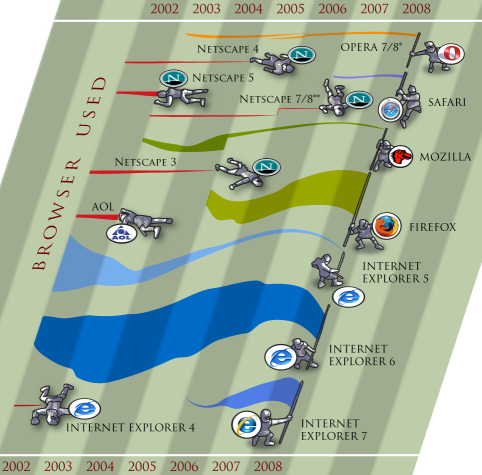 2002 2003 2004 2005 2006 2007 2008
NETSCAPE 4
OPERA 7/8*
NETSCAPE 5
NETSCAPE 7/8**
SAFARI
MOZILLA
NETSCAPE 3
AOL
AOL
FIREFOX
BROWSER USED
INTERNET
EXPLORER 5
INTERNET
EXPLORER 6
INTERNET EXPLORER 4
INTERNET
EXPLORER 7
2002 2003 2004 2005 2006 2007 2008